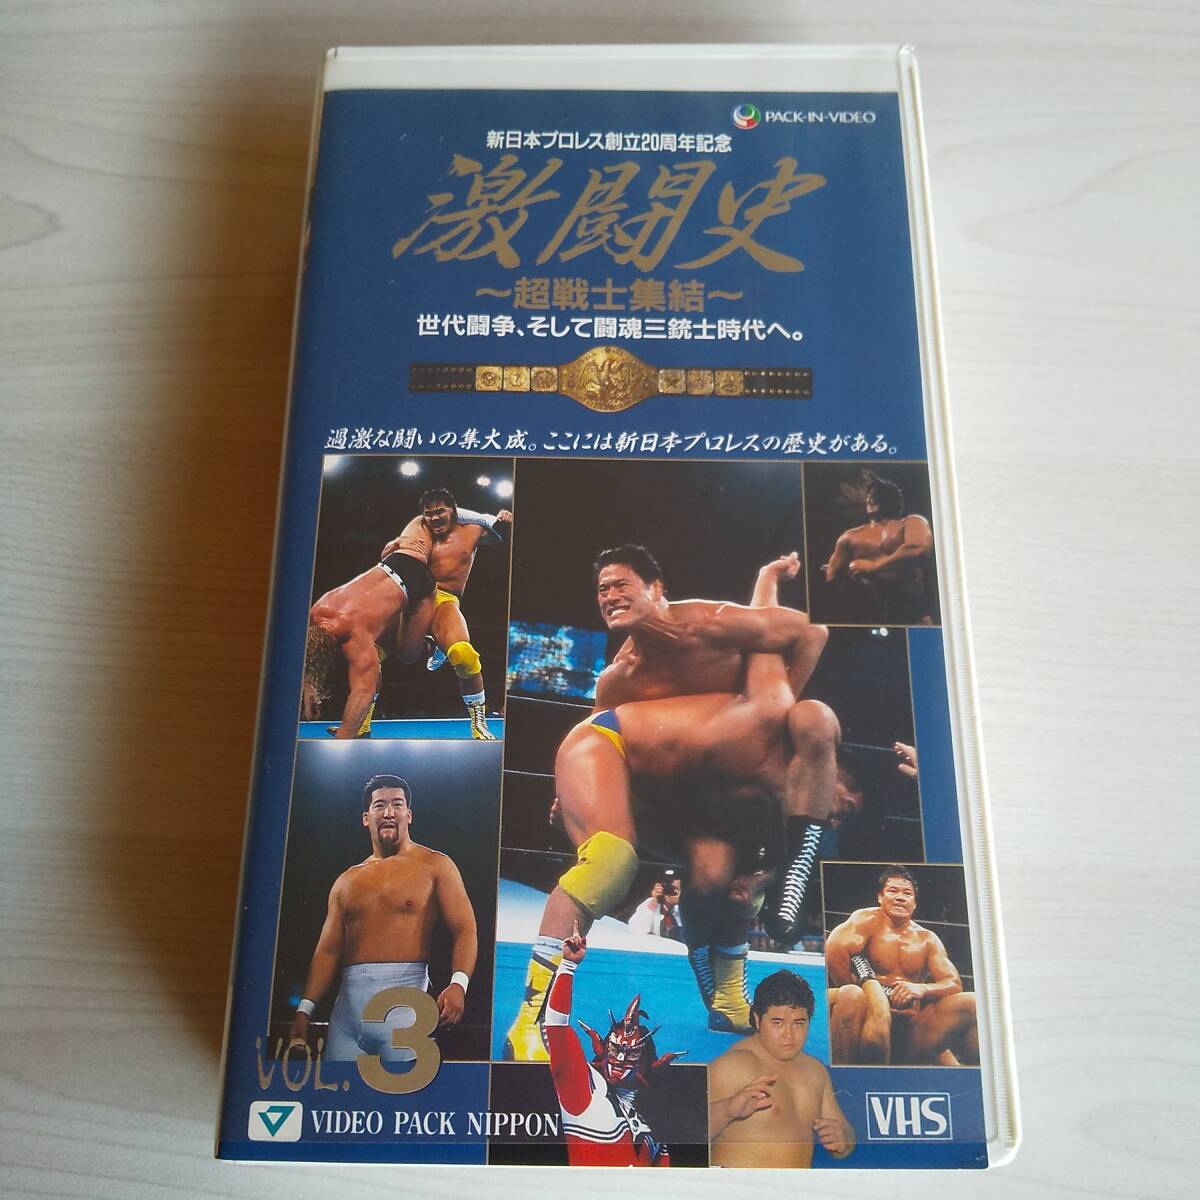 PACK-IN-VIDEO
新日本プロレス創立20周年記念
激闘史
〜超戦士集結〜
世代闘争、そして闘魂三銃士時代へ。
過激な闘いの集大成。ここには新日本プロレスの歴史がある。
VOL.3
VIDEO PACK NIPPON
VHS